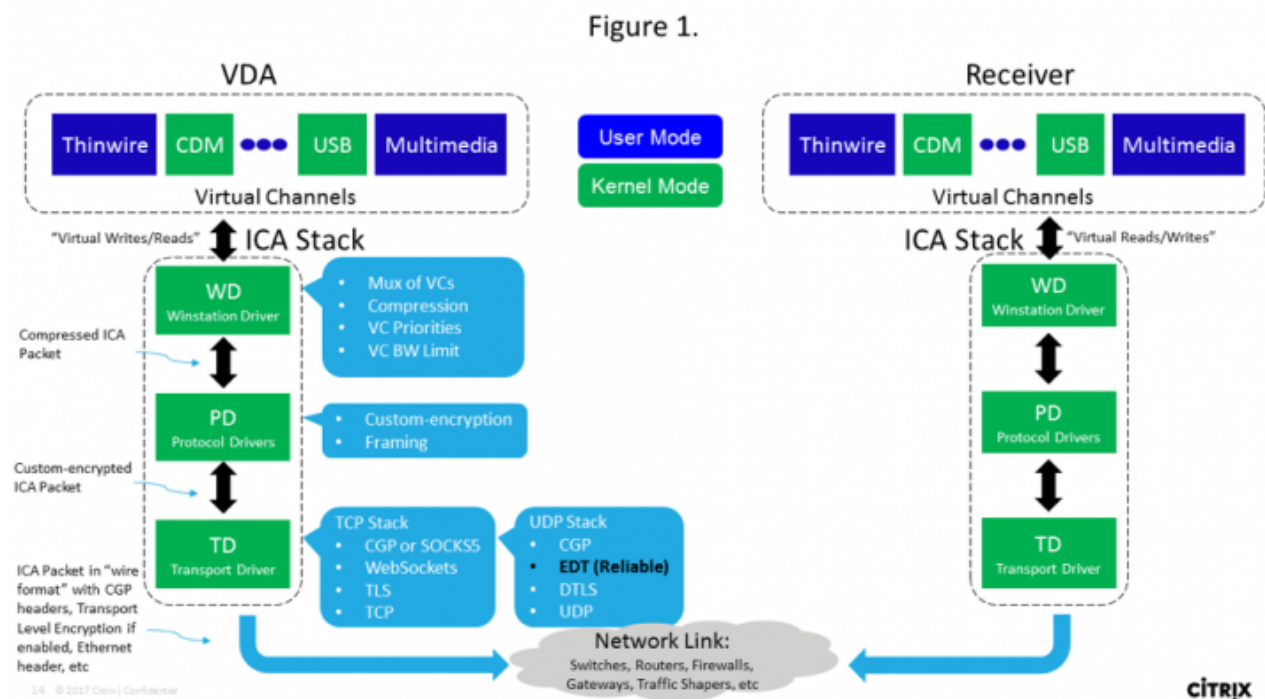 Figure 1.
VDA
Thinwire
CDM
USB
Multimedia
Virtual Channels
User Mode
Kernel Mode
Receiver
Thinwire
CDM
USB
Multimedia
Virtual Channels
"Virtual Writes/Reads"
ICA Stack
WD
Winstation Driver
• Mux of VCs
• Compression
• VC Priorities
• VC BW Limit
Compressed ICA
Packet
PD
Protocol Drivers
• Custom-encryption
• Framing
Custom-encrypted
ICA Packet
TD
Transport Driver
TCP Stack
• CGP or SOCKS5
• WebSockets
• TLS
• TCP
UDP Stack
• CGP
• EDT (Reliable)
• DTLS
• UDP
ICA Packet in "wire
format" with CGP
headers, Transport
Level Encryption if
enabled, Ethernet
header, etc
ICA Stack
"Virtual Reads/Writes"
WD
Winstation Driver
PD
Protocol Drivers
TD
Transport Driver
Network Link:
Switches, Routers, Firewalls,
Gateways, Traffic Shapers, etc
14 © 2017 Citrix | Confidential
CİTRIX